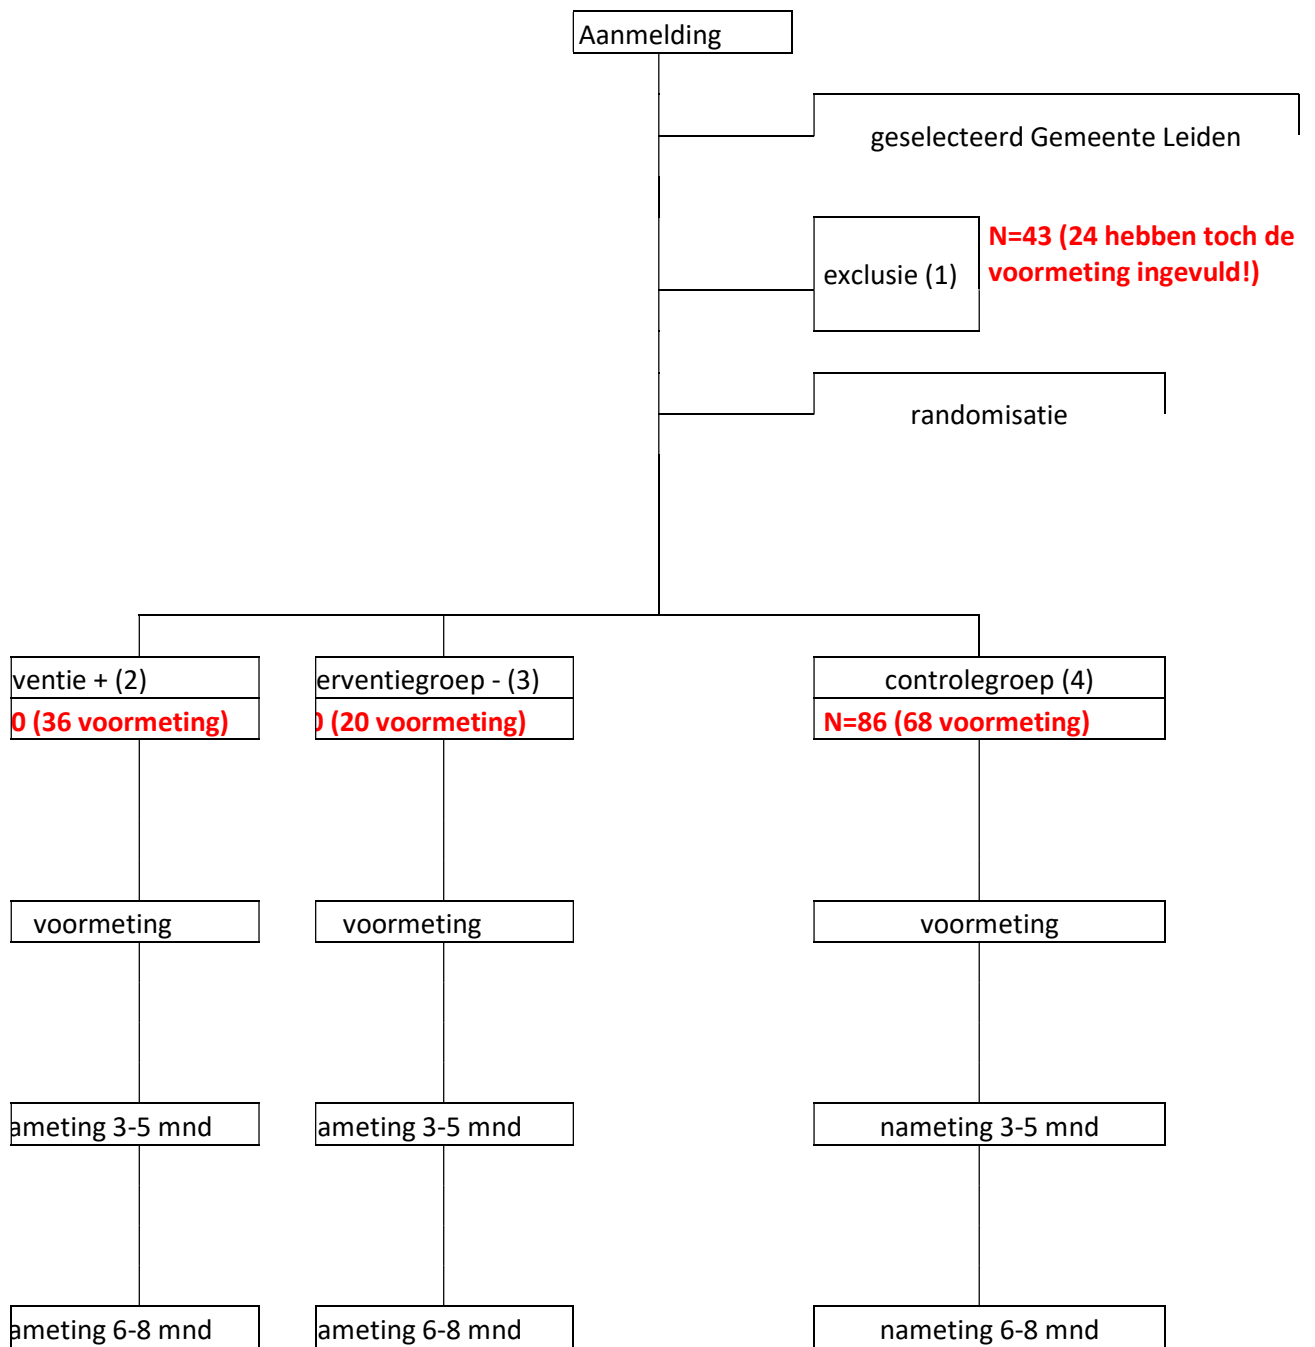 Aanmelding
geselecteerd Gemeente Leiden
N=43 (24 hebben toch de
voormeting ingevuld!)
exclusie (1)
randomisatie
ventie + (2) erventiegroep - (3) controlegroep (4)
0 (36 voormeting) 0 (20 voormeting) N=86 (68 voormeting)
voormeting voormeting voormeting
ameting 3-5 mnd ameting 3-5 mnd nameting 3-5 mnd
ameting 6-8 mnd ameting 6-8 mnd nameting 6-8 mnd